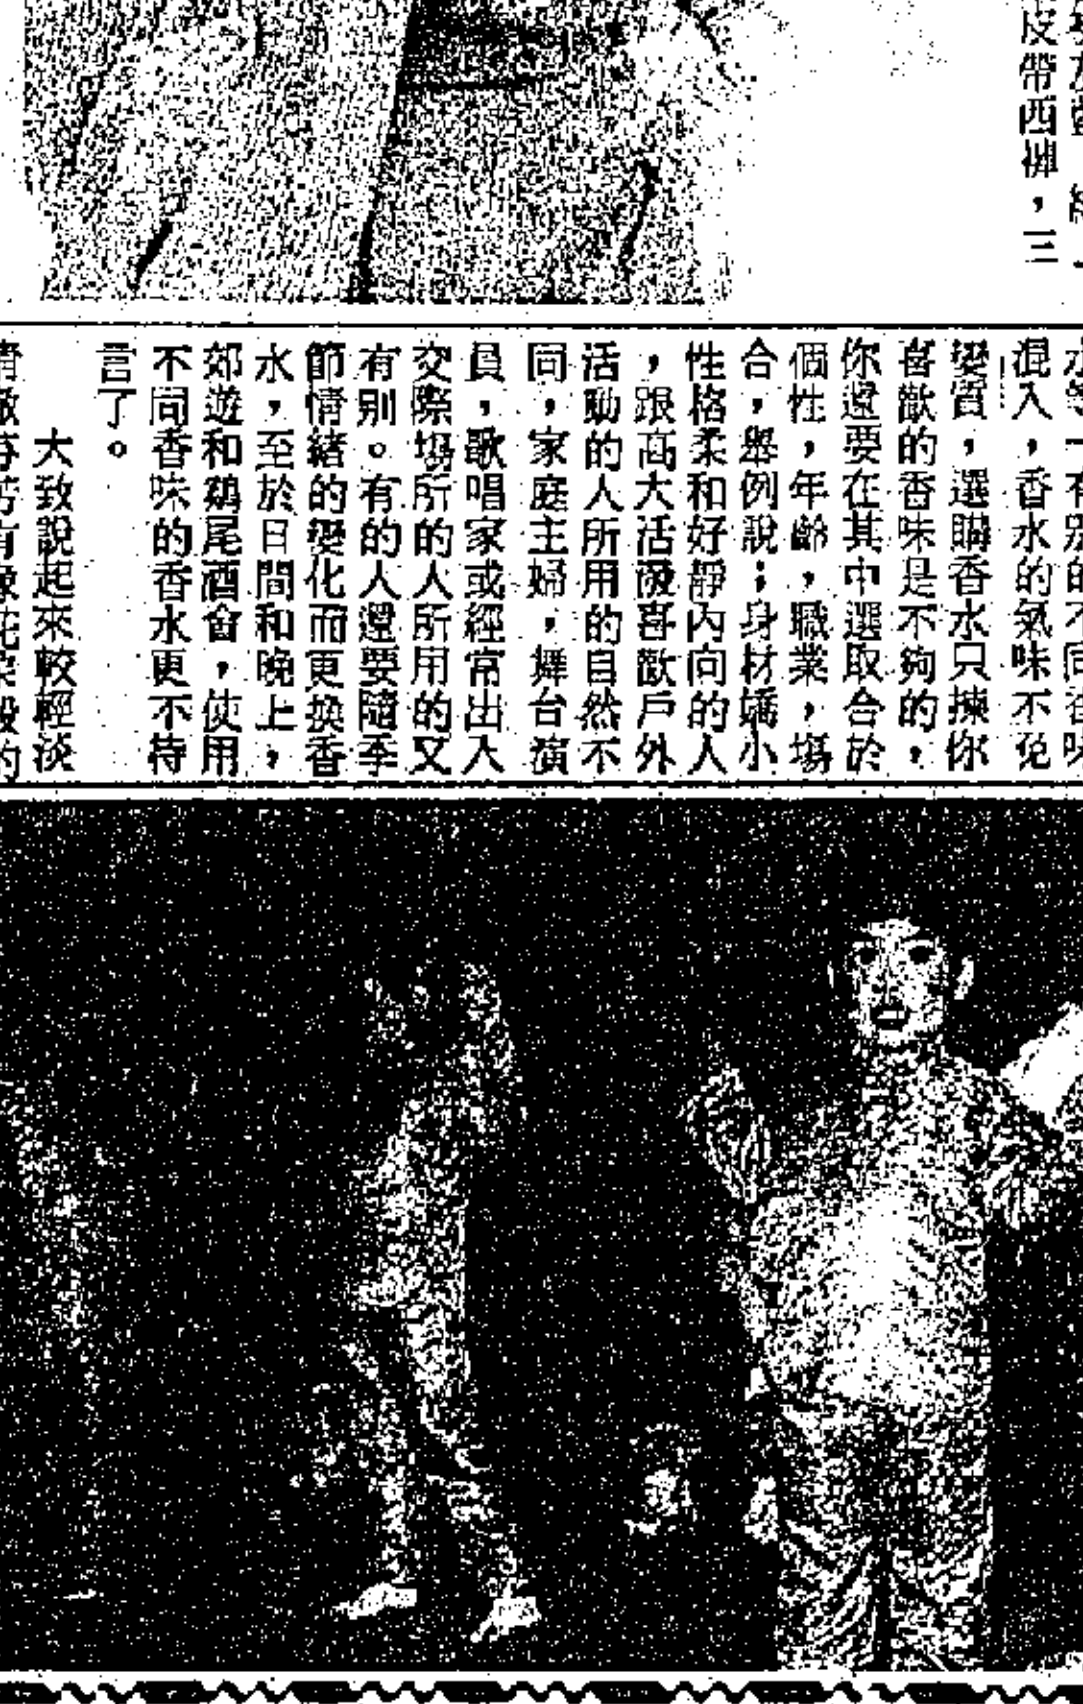 皮帶西褲，三
混入，香水的氣味不免
變質，選購香水只揀你
喜歡的香味是不夠的，
你還要在其中選取合於
個性，年齡，職業，塲
合，舉例說；身材嬌小
性格柔和好靜內向的人
，跟高大活潑喜歡戶外
活動的人所用的自然不
同，家庭主婦，舞台演
員，歌唱家或經常出入
交際塲所的人所用的又
有别。有的人還要隨季
節情緒的變化而更換香
水，至於日間和晚上，
郊遊和鷄尾酒會，使用
不同香味的香水更不待
言了。
大致說起來較輕淡